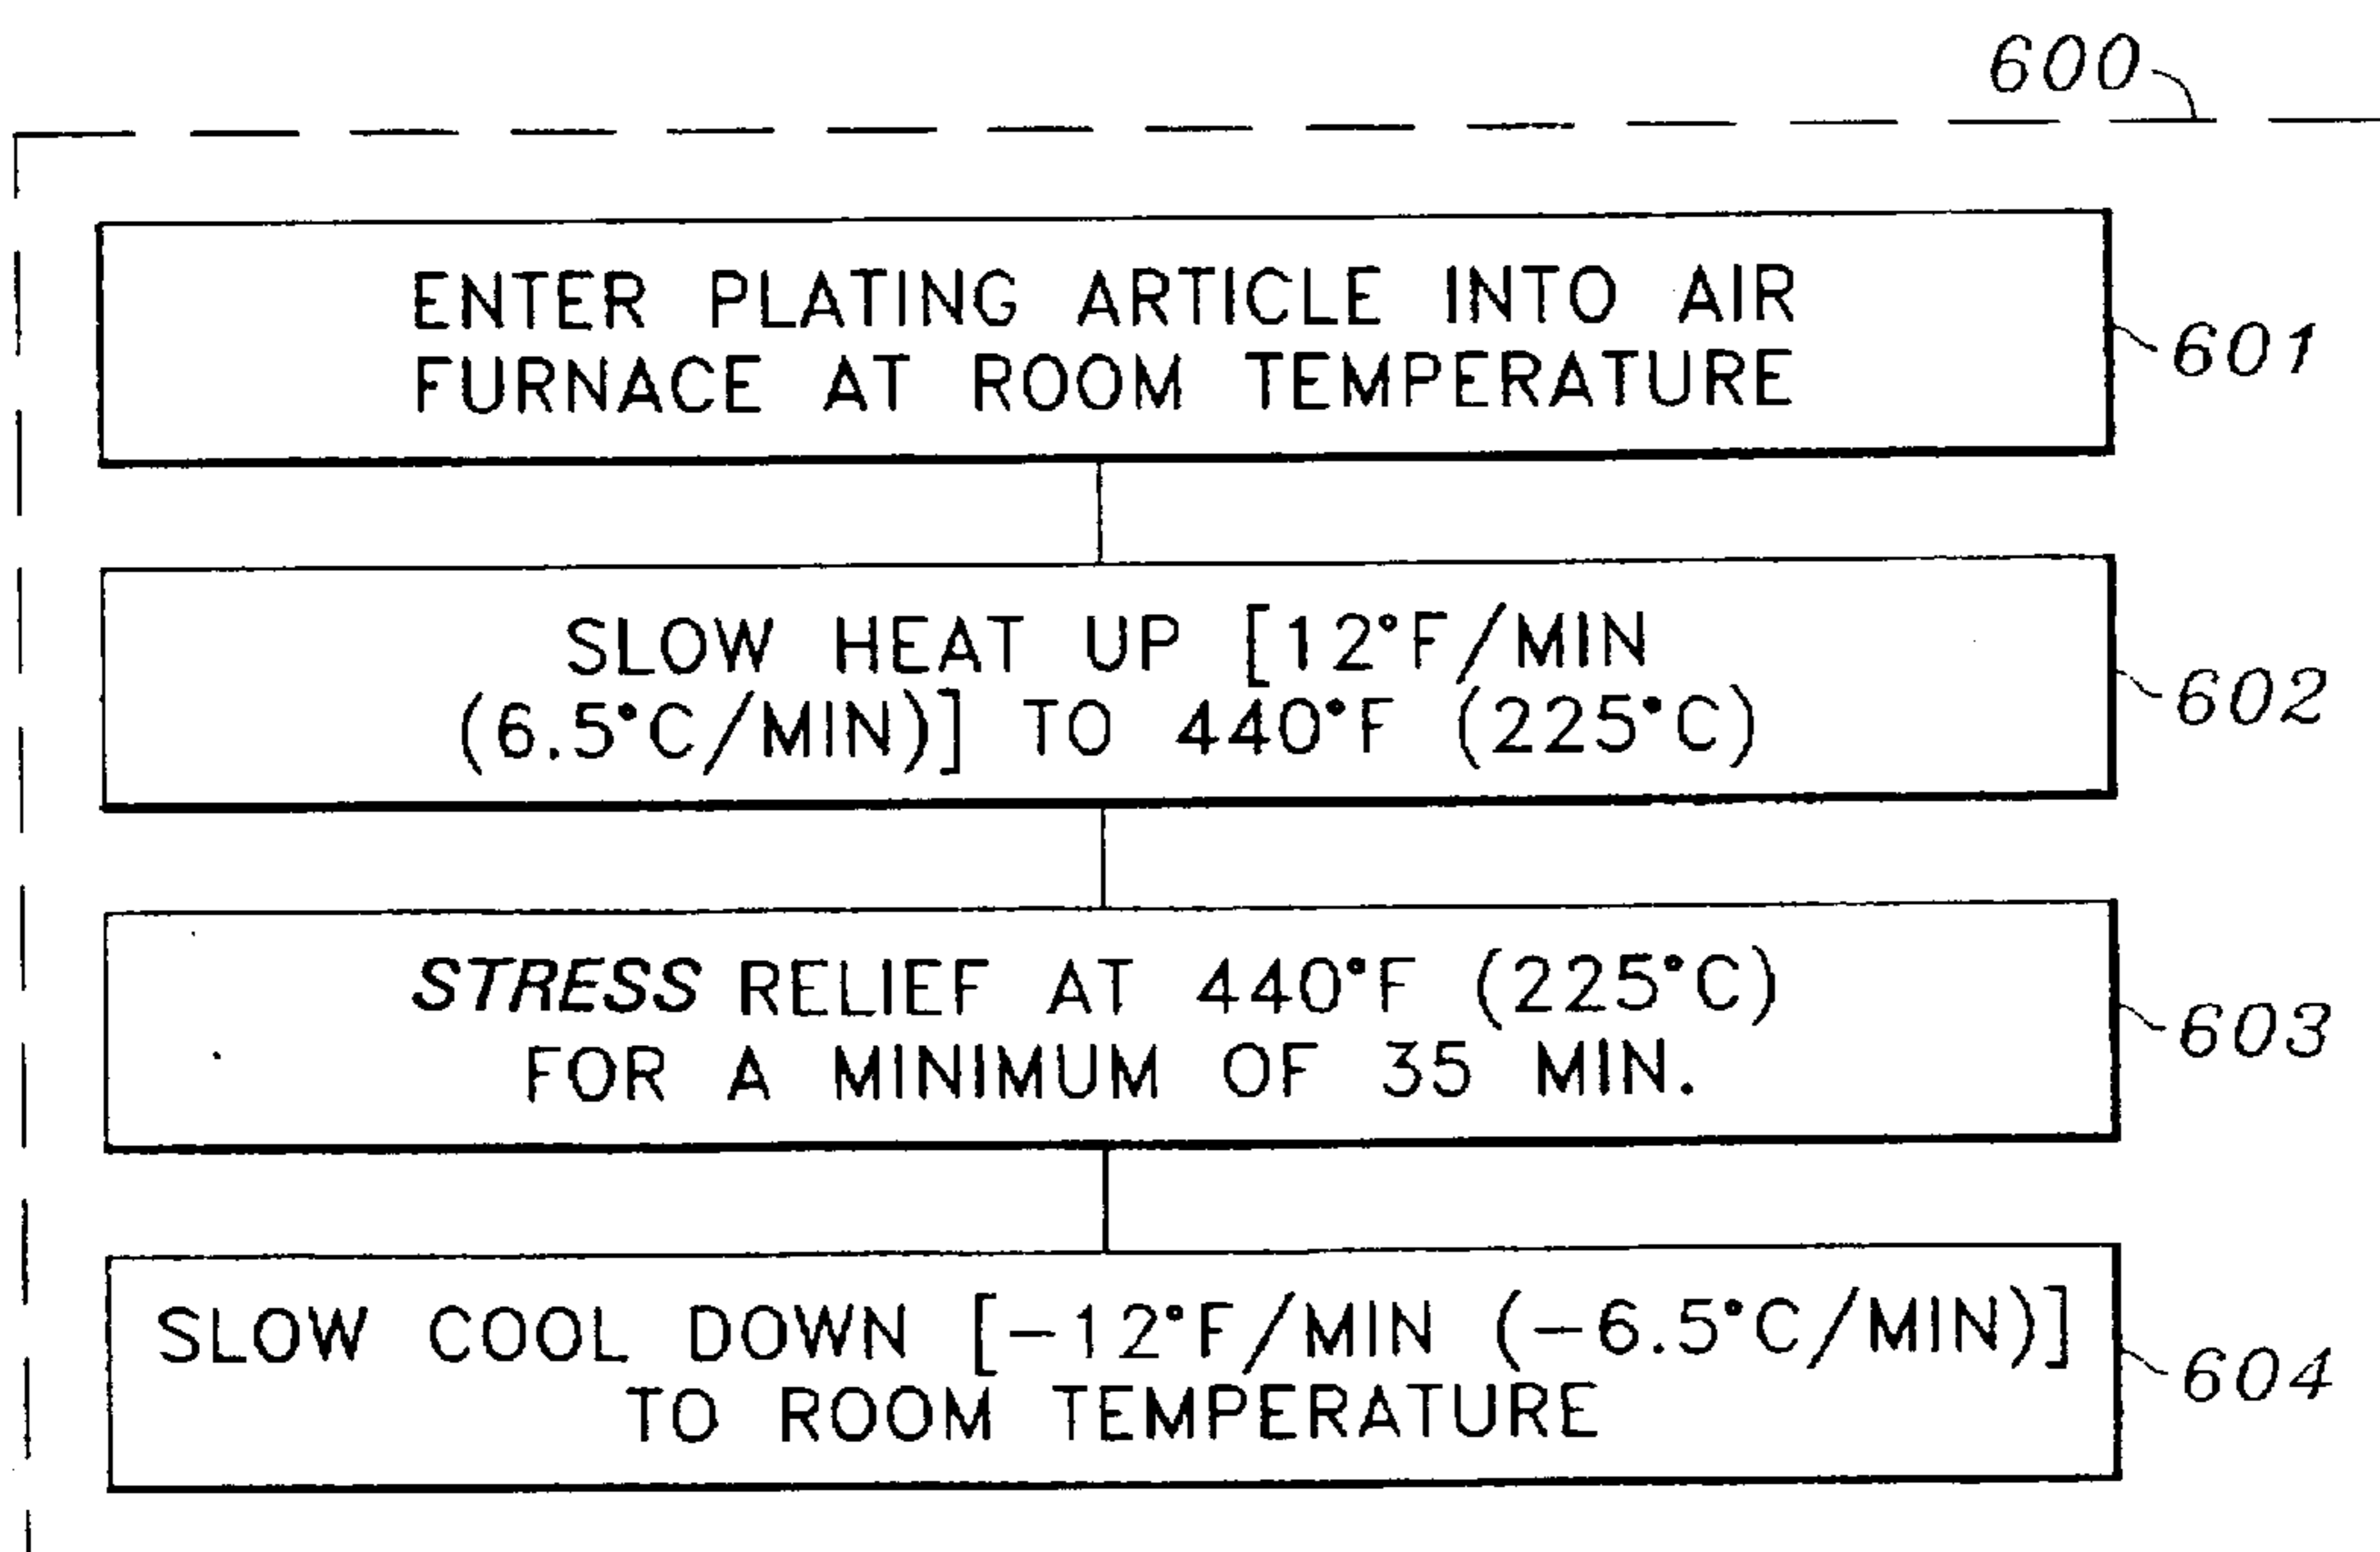 600
ENTER PLATING ARTICLE INTO AIR
FURNACE AT ROOM TEMPERATURE
601
SLOW HEAT UP [12°F/MIN
(6.5°C/MIN)] TO 440°F (225°C)
602
STRESS RELIEF AT 440°F (225°C)
FOR A MINIMUM OF 35 MIN.
603
SLOW COOL DOWN [-12°F/MIN (-6.5°C/MIN)]
TO ROOM TEMPERATURE
604